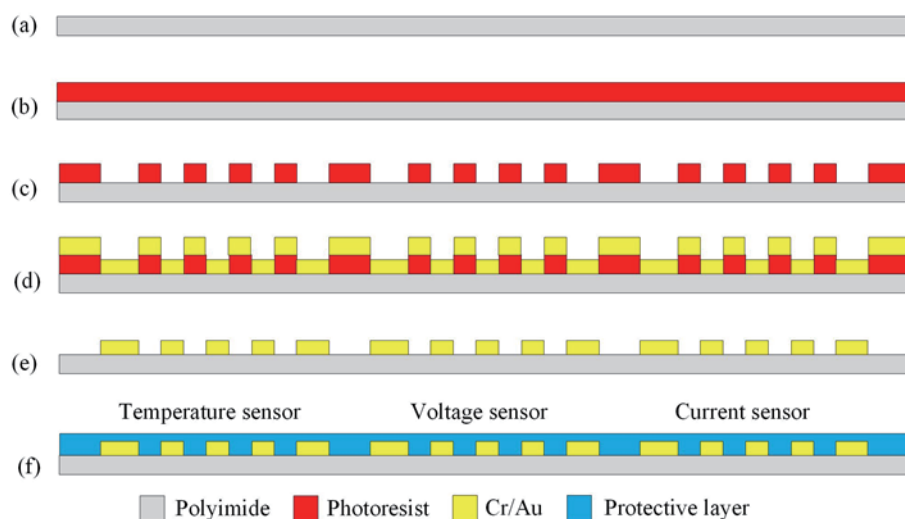 (a)
(b)
(c)
(d)
(e)
Temperature sensor Voltage sensor Current sensor
(f)
Polyimide Photoresist Cr/Au Protective layer